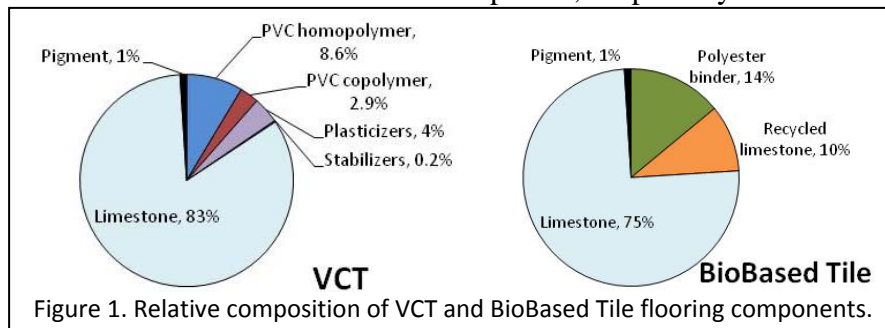 PVC homopolymer,
8.6%
Pigment, 1%
PVC copolymer,
2.9%
Plasticizers, 4%
Stabilizers, 0.2%
Limestone, 83%
VCT
Pigment, 1%
Polyester
binder, 14%
Recycled
limestone, 10%
Limestone, 75%
BioBased Tile
Figure 1. Relative composition of VCT and BioBased Tile flooring components.